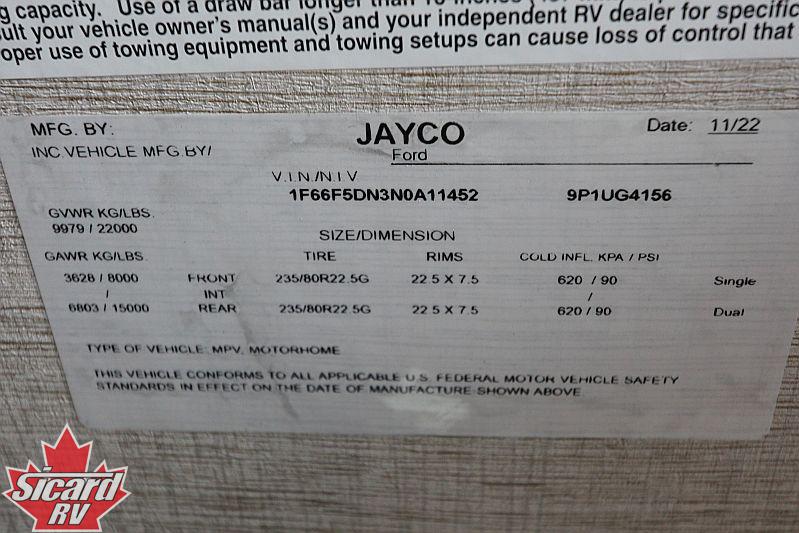 g capacity. Use of a draw bar longer than
sult your vehicle owner's manual(s) and your independent RV dealer for specific
oper use of towing equipment and towing setups can cause loss of control that
MFG. BY: JAYCO Date: 11/22
INC.VEHICLE MFG.BY/ Ford
V.I.N./N.I.V
1F66F5DN3N0A11452 9P1UG4156
GVWR KG/LBS.
9979 / 22000
SIZE/DIMENSION
GAWR KG/LBS. TIRE RIMS COLD INFL. KPA / PSI
3628 / 8000 FRONT 235/80R22.5G 22.5 X 7.5 620 / 90 Single
/ INT /
6803 / 15000 REAR 235/80R22.5G 22.5 X 7.5 620 / 90 Dual
TYPE OF VEHICLE: MPV, MOTORHOME
THIS VEHICLE CONFORMS TO ALL APPLICABLE U.S. FEDERAL MOTOR VEHICLE SAFETY
STANDARDS IN EFFECT ON THE DATE OF MANUFACTURE SHOWN ABOVE.
Sicard
RV